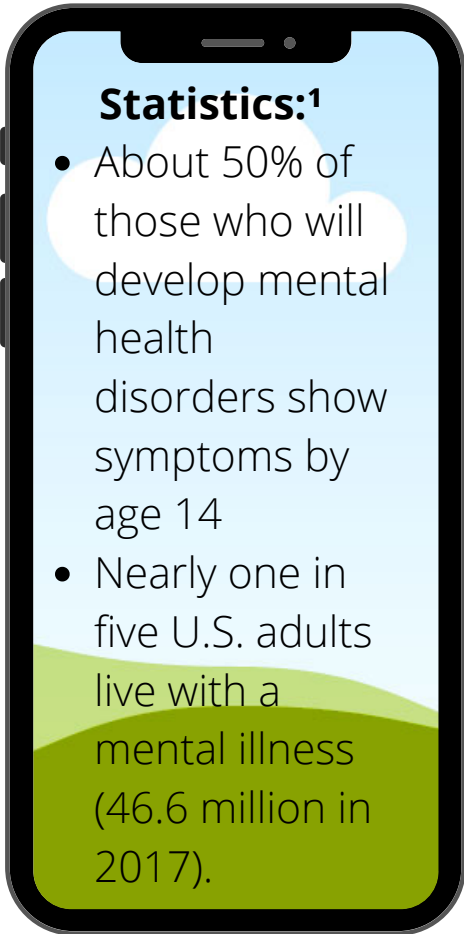 Statistics:¹
• About 50% of
those who will
develop mental
health
disorders show
symptoms by
age 14
• Nearly one in
five U.S. adults
live with a
mental illness
(46.6 million in
2017).